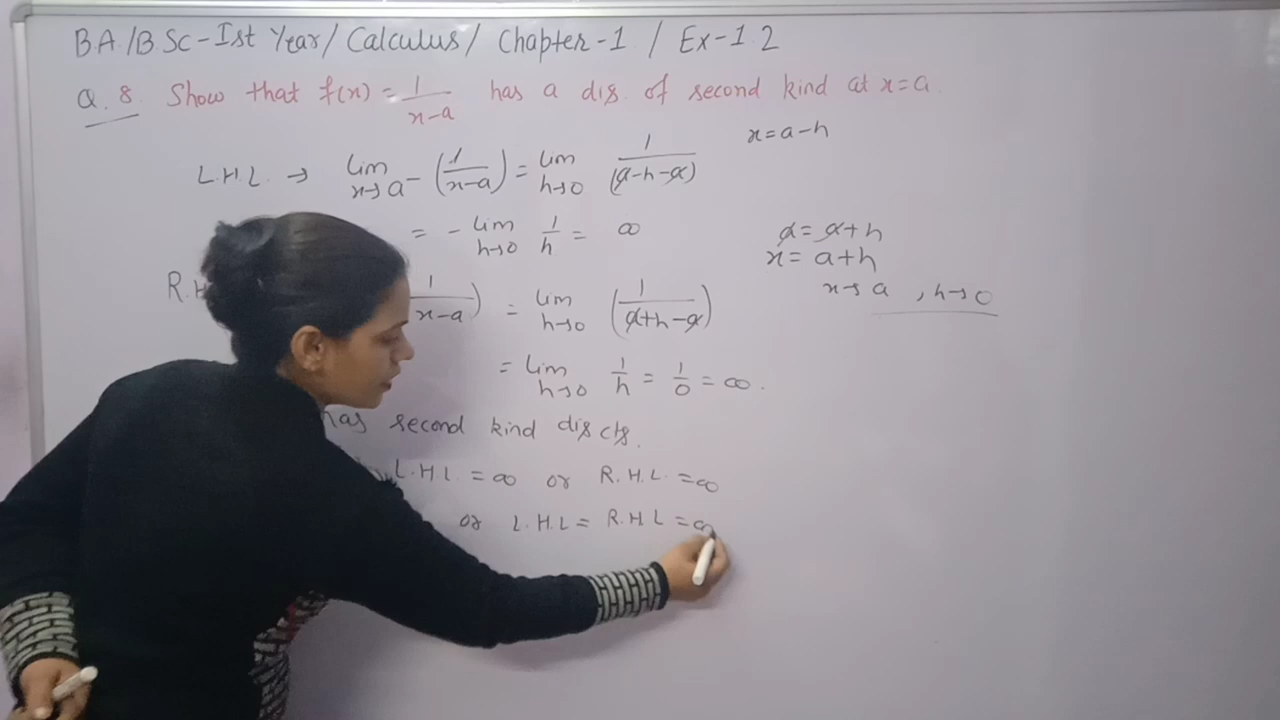 B.A./B.Sc-Ist Year/ Calculus/ Chapter-1 / Ex-1.2
Q. 8. Show that f(x) = 1/(x-a) has a dis. of second kind at x=a.
x=a-h
L.H.L. → lim x→a- (1/(x-a)) = lim h→0 1/(a-h-a)
= - lim h→0 1/h = ∞
x = a+h
x = a+h
x→a , h→0
R.H 1/(x-a)) = lim h→0 (1/(a+h-a))
= lim h→0 1/h = 1/0 = ∞.
has second kind dis cts.
L.H.L = ∞ or R.H.L. = ∞
or L.H.L = R.H.L = ∞